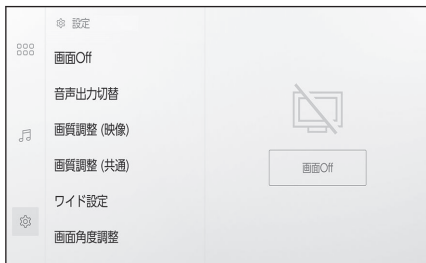 設定
画面Off
音声出力切替
画質調整 (映像)
画質調整 (共通)
ワイド設定
画面角度調整
画面Off